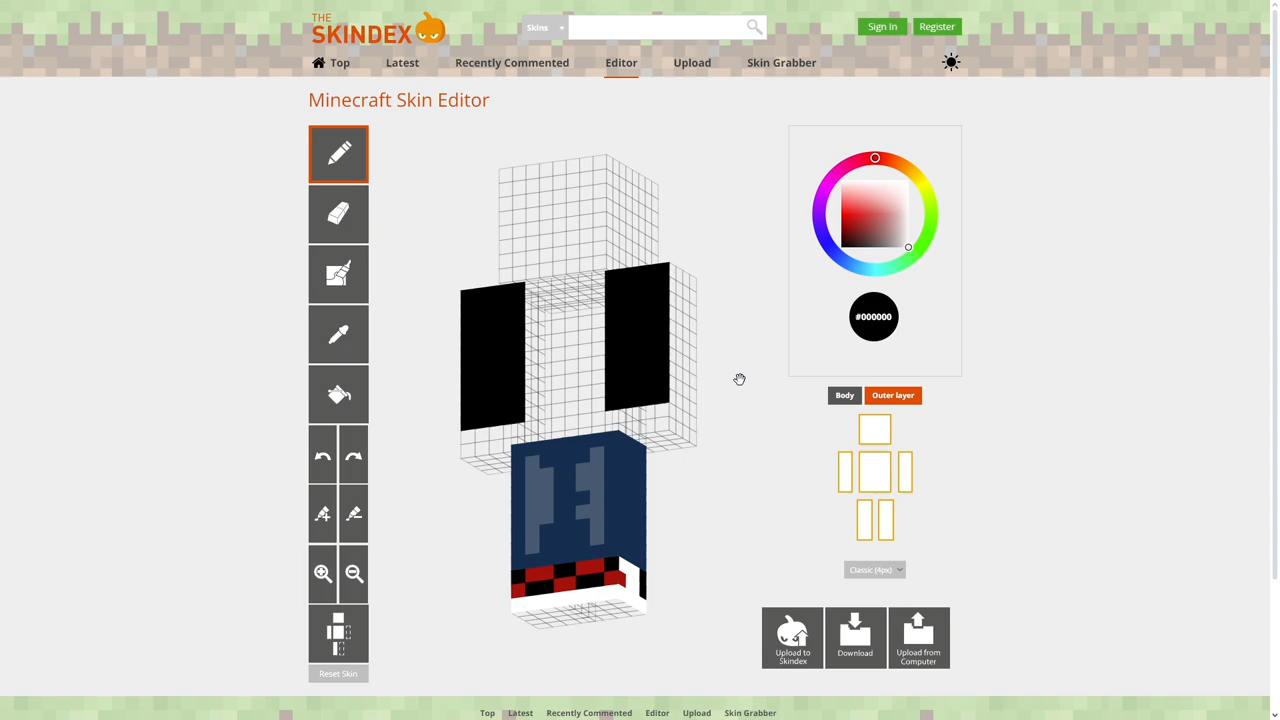 THE
SKINDEX
Skins
Sign In
Register
Top
Latest
Recently Commented
Editor
Upload
Skin Grabber
Minecraft Skin Editor
#000000
Body
Outer layer
Classic (4px)
Upload to
Skindex
Download
Upload from
Computer
Reset Skin
Top
Latest
Recently Commented
Editor
Upload
Skin Grabber